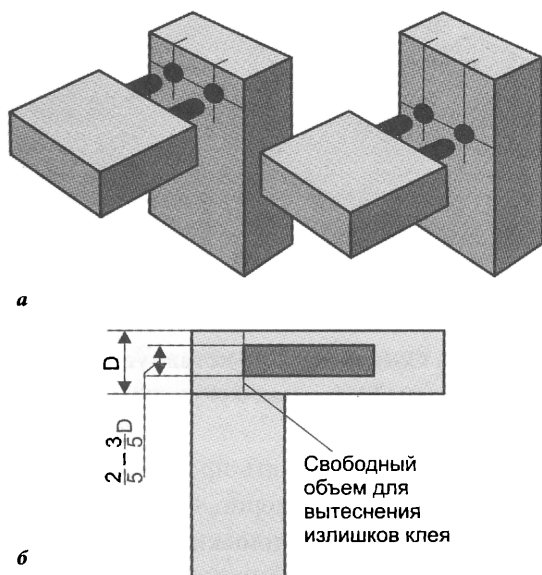 а
D
2/5 – 3/5 D
Свободный
объем для
вытеснения
излишков клея
б